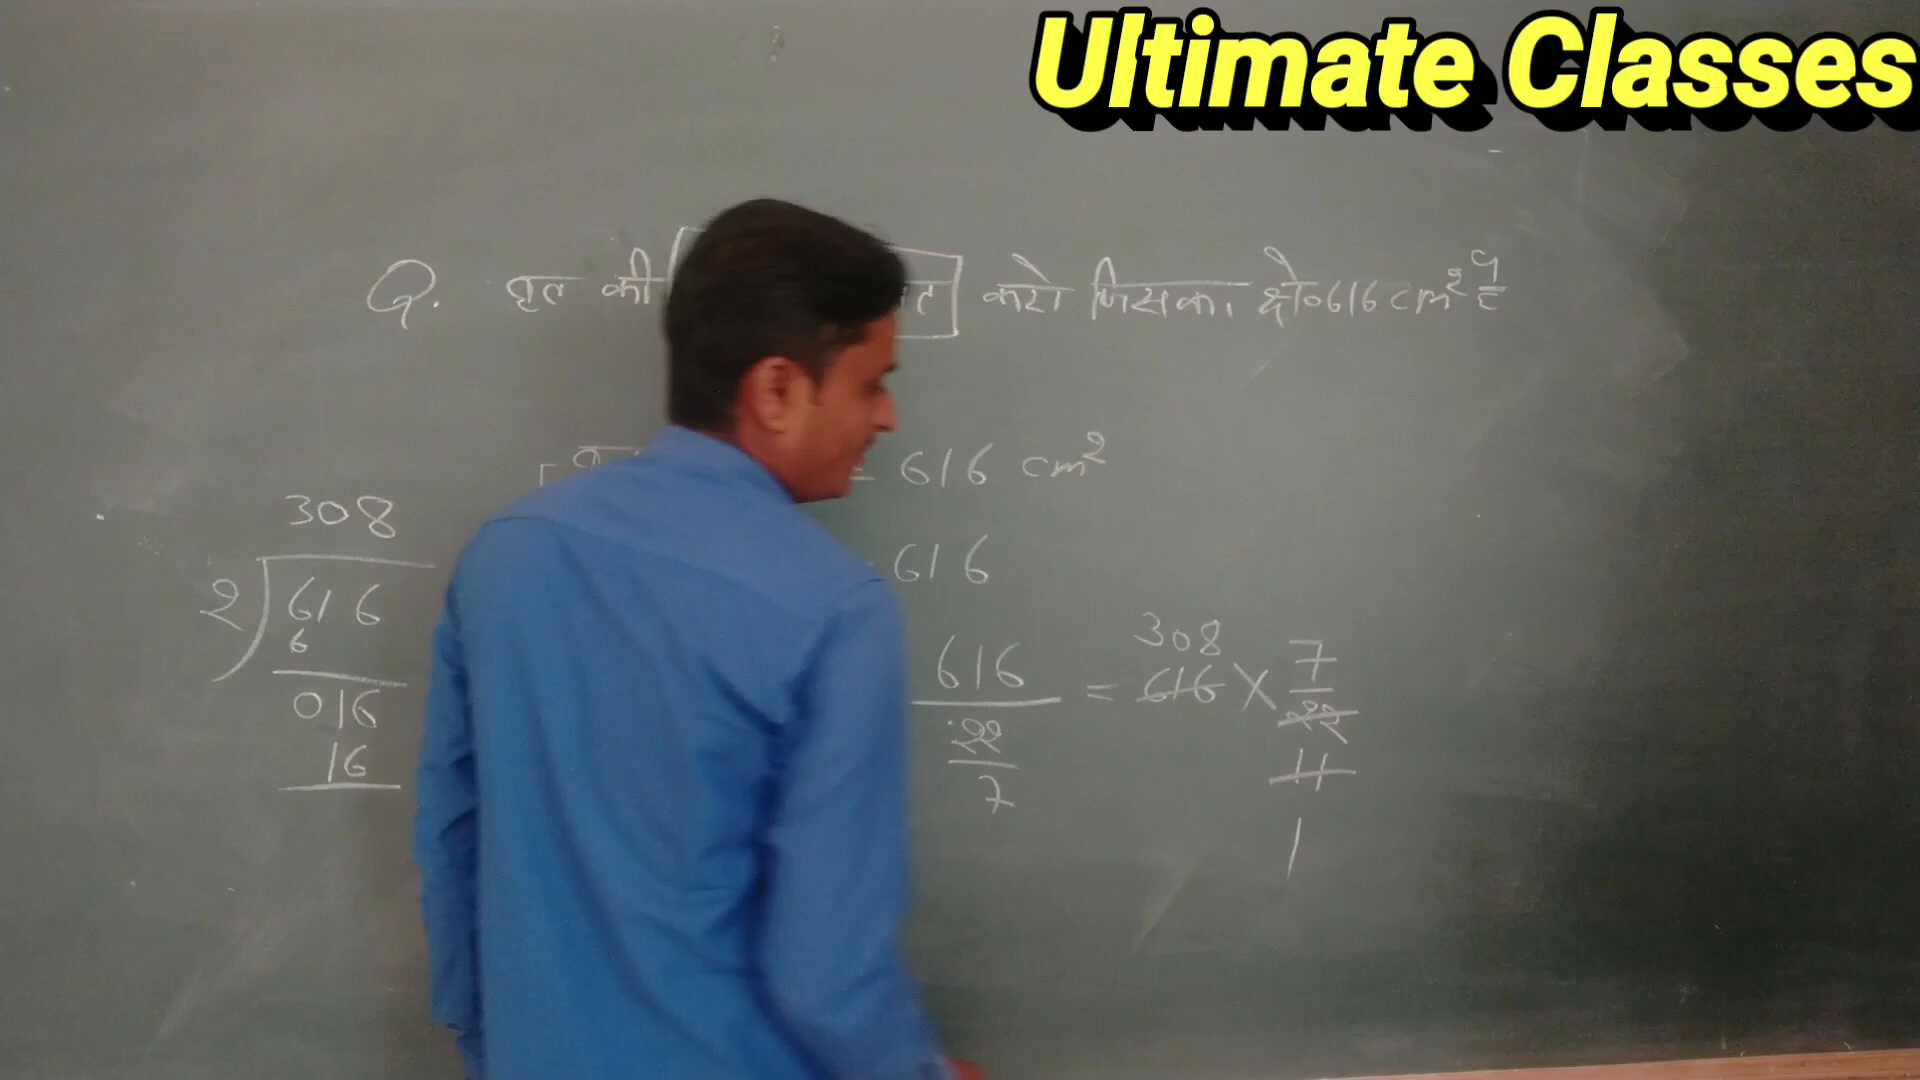 Ultimate Classes
Q. वृत की करो जिसका क्षे०616 cm²
= 616 cm²
308
2 616
6
016
16
616
308
616 = 616 × 7
22 22
7 11
1